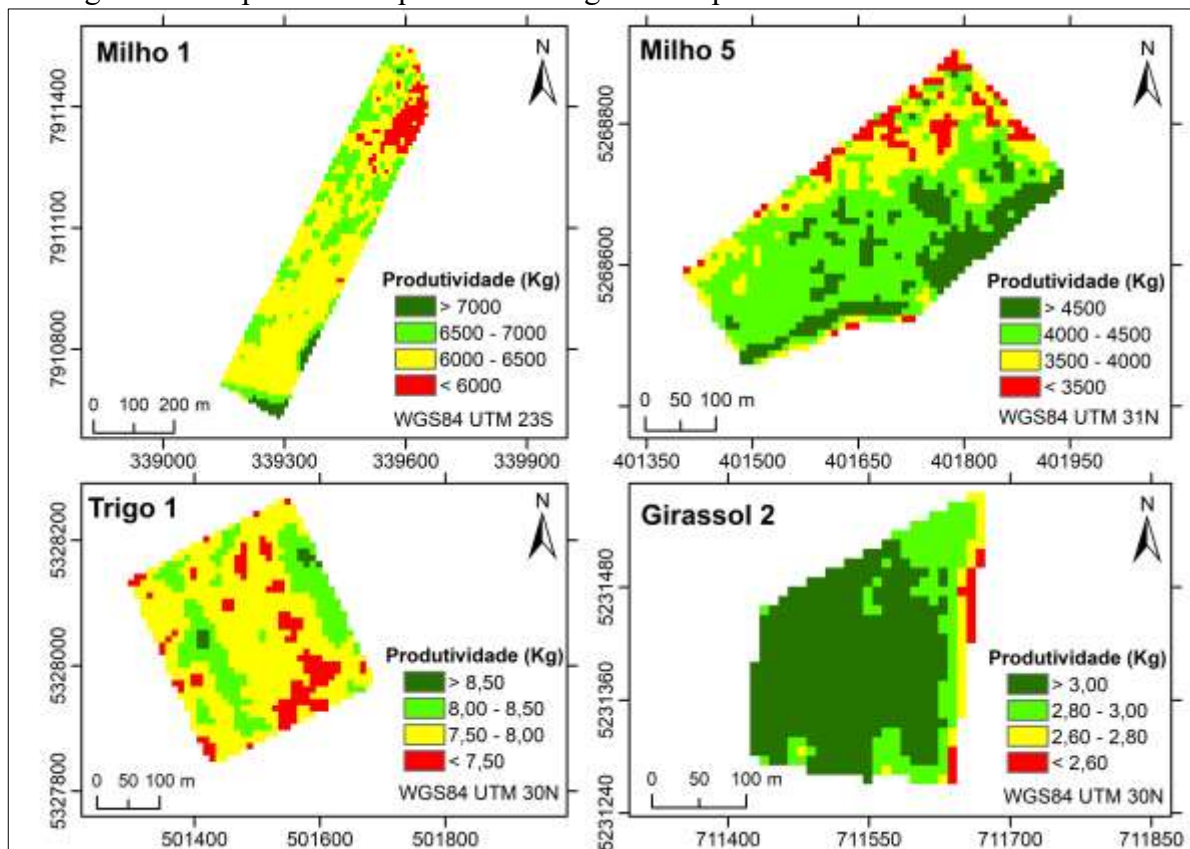 Milho 1
N
7911400
7911100
7910800
Produtividade (Kg)
> 7000
6500 - 7000
6000 - 6500
< 6000
0 100 200 m
WGS84 UTM 23S
339000 339300 339600 339900
Milho 5
N
5268800
5268600
Produtividade (Kg)
> 4500
4000 - 4500
3500 - 4000
< 3500
0 50 100 m
WGS84 UTM 31N
401350 401500 401650 401800 401950
Trigo 1
N
5328200
5328000
5327800
Produtividade (Kg)
> 8,50
8,00 - 8,50
7,50 - 8,00
< 7,50
0 50 100 m
WGS84 UTM 30N
501400 501600 501800
Girassol 2
N
5231480
5231360
5231240
Produtividade (Kg)
> 3,00
2,80 - 3,00
2,60 - 2,80
< 2,60
0 50 100 m
WGS84 UTM 30N
711400 711550 711700 711850